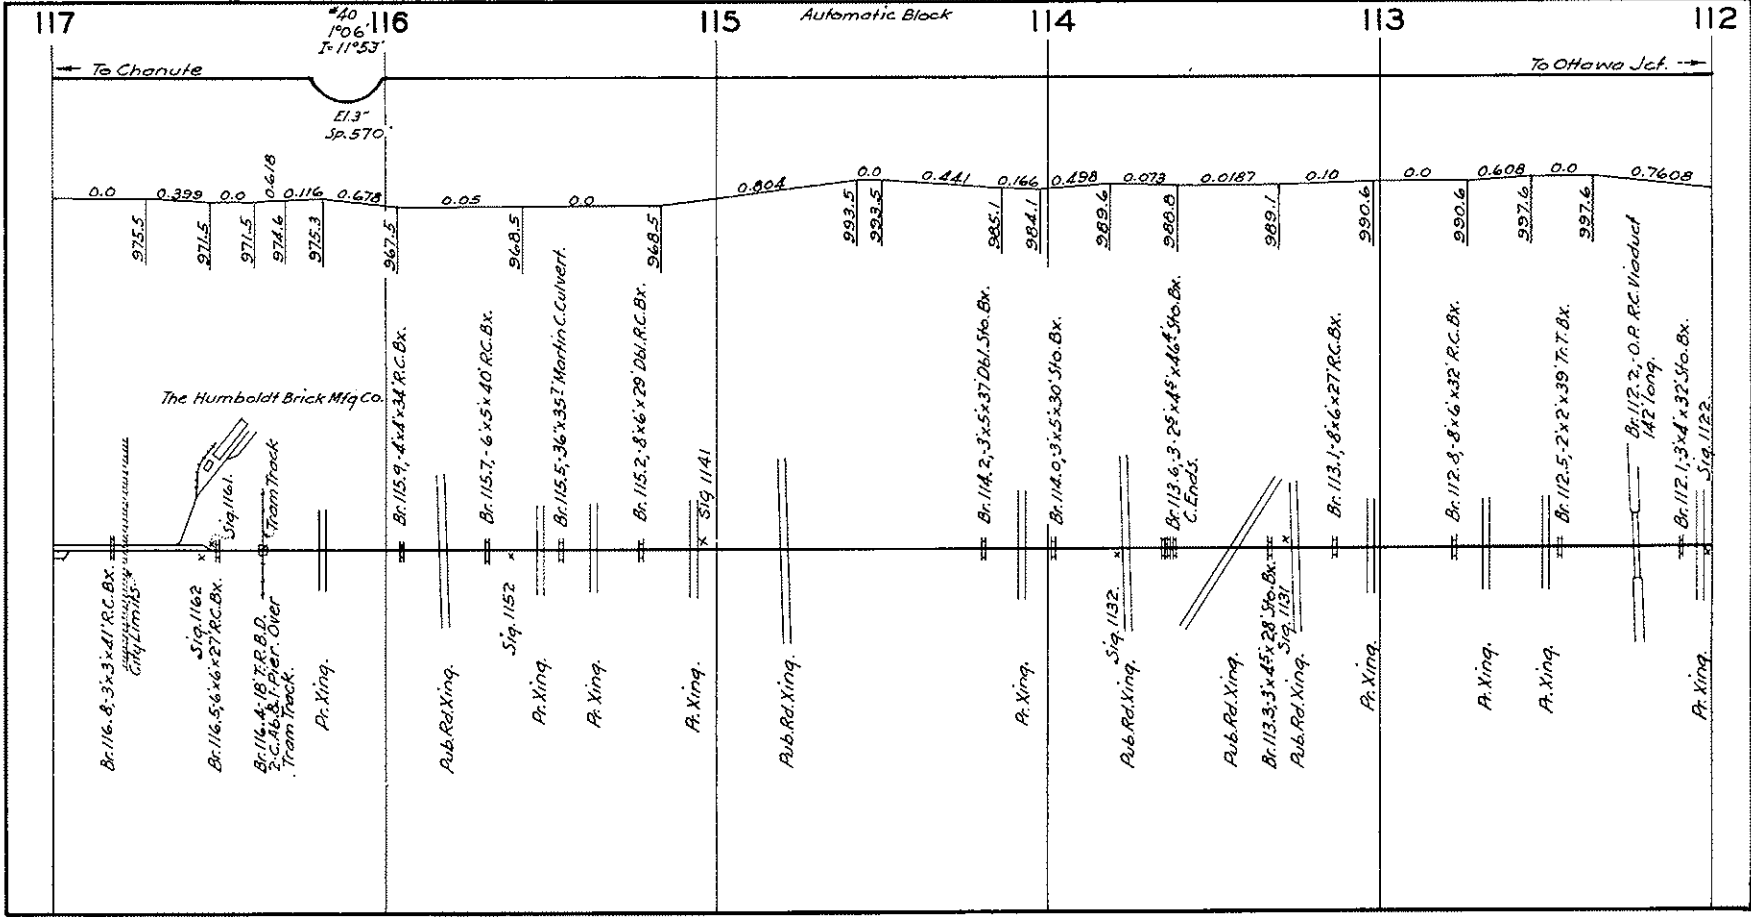 117
#40
1°06'
I=11°53'
116
115
Automatic Block
114
113
112
← To Chanute
To Ottawa Jct. →
El.3"
Sp.570'
0.0
0.399
0.0
0.618
0.116
0.678
0.05
0.0
0.804
0.0
0.441
0.166
0.498
0.073
0.0187
0.10
0.0
0.608
0.0
0.7608
975.5
971.5
971.5
974.6
975.3
967.5
968.5
968.5
993.5
993.5
985.1
984.1
989.6
988.8
989.1
990.6
990.6
997.6
997.6
The Humboldt Brick Mfg Co.
Sig.1161.
Tram Track
Br.115.9,-4'x4'x34' R.C.Bx.
Br.115.7,-6'x5'x40' R.C.Bx.
Br.115.5,-36"x35' Martin C.Culvert.
Br.115.2,-8'x6'x29' Dbl.R.C.Bx.
Sig 1141
Br.114.2,-3'x5'x37' Dbl.Sto.Bx.
Br.114.0,-3'x5'x30' Sto.Bx.
Br.113.6,-3-2⁵'x4⁵'x46⁴' Sto.Bx.
C.Ends.
Br.113.1,-8'x6'x27' R.C.Bx.
Br.112.8,-8'x6'x32' R.C.Bx.
Br.112.5,-2'x2'x39' Tr.T.Bx.
Br.112.2,-O.P. R.C. Viaduct
142' long.
Br.112.1,-3'x4'x32' Sto.Bx.
Sig.1122
Br.116.8,-3'x3'x41' R.C.Bx.
City Limits
Sig.1162
Br.116.5,-6'x6'x27' R.C.Bx.
Br.116.4,-18' T.R.B.D.
2-C.Ab.& 1-Pier. Over
Tram Track.
Pr.Xing.
Pub.Rd.Xing.
Sig.1152
Pr.Xing.
Pr.Xing.
Pr.Xing.
Pub.Rd.Xing.
Pr.Xing.
Sig.1132.
Pub.Rd.Xing.
Pub.Rd.Xing.
Br.113.3,-3'x4⁵'x28' Sto.Bx.
Sig.1131
Pub.Rd.Xing.
Pr.Xing.
Pr.Xing.
Pr.Xing.
Pr.Xing.